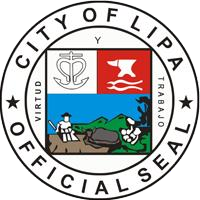 CITY OF LIPA
Y
VIRTUD
TRABAJO
OFFICIAL SEAL